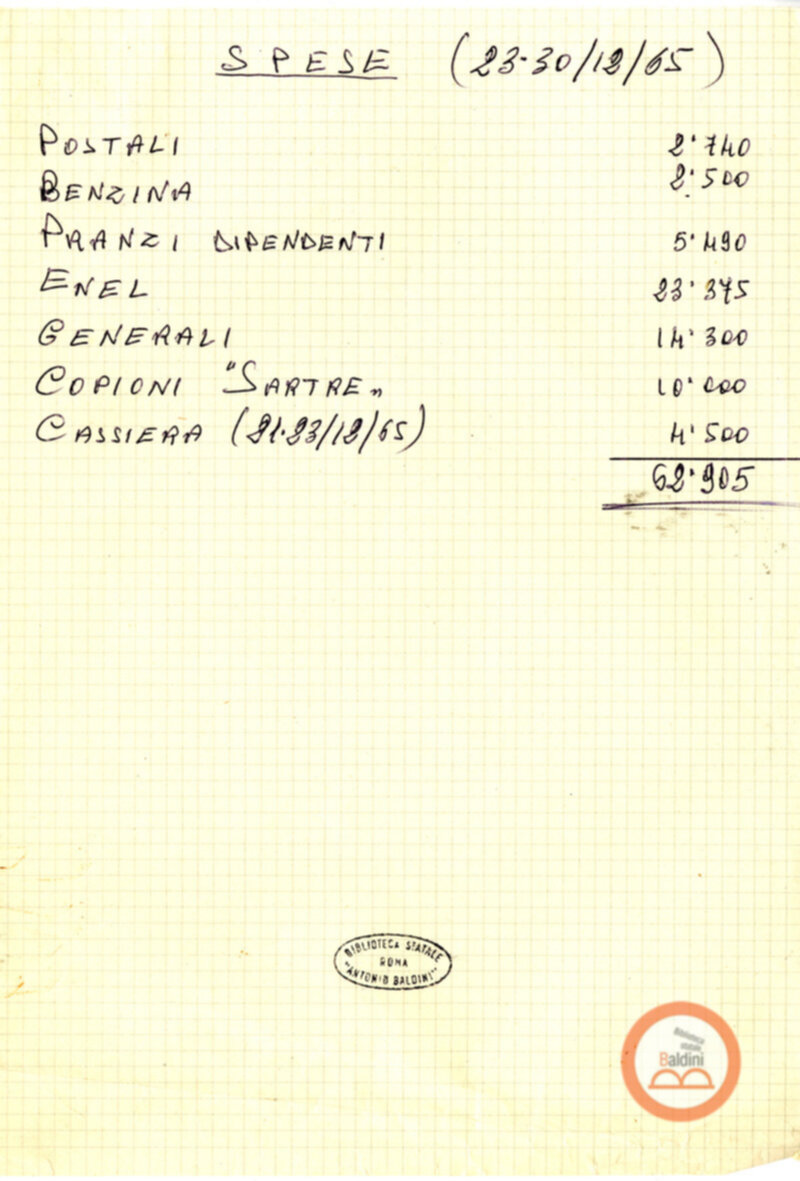 SPESE (23-30/12/65)
POSTALI 2'740
BENZINA 2'500
PRANZI DIPENDENTI 5'490
ENEL 23'375
GENERALI 14'300
COPIONI "SARTRE" 10'000
CASSIERA (21-23/12/65) 4'500
62'905
BIBLIOTECA STATALE
ROMA
"ANTONIO BALDINI"
Biblioteca
statale
Baldini